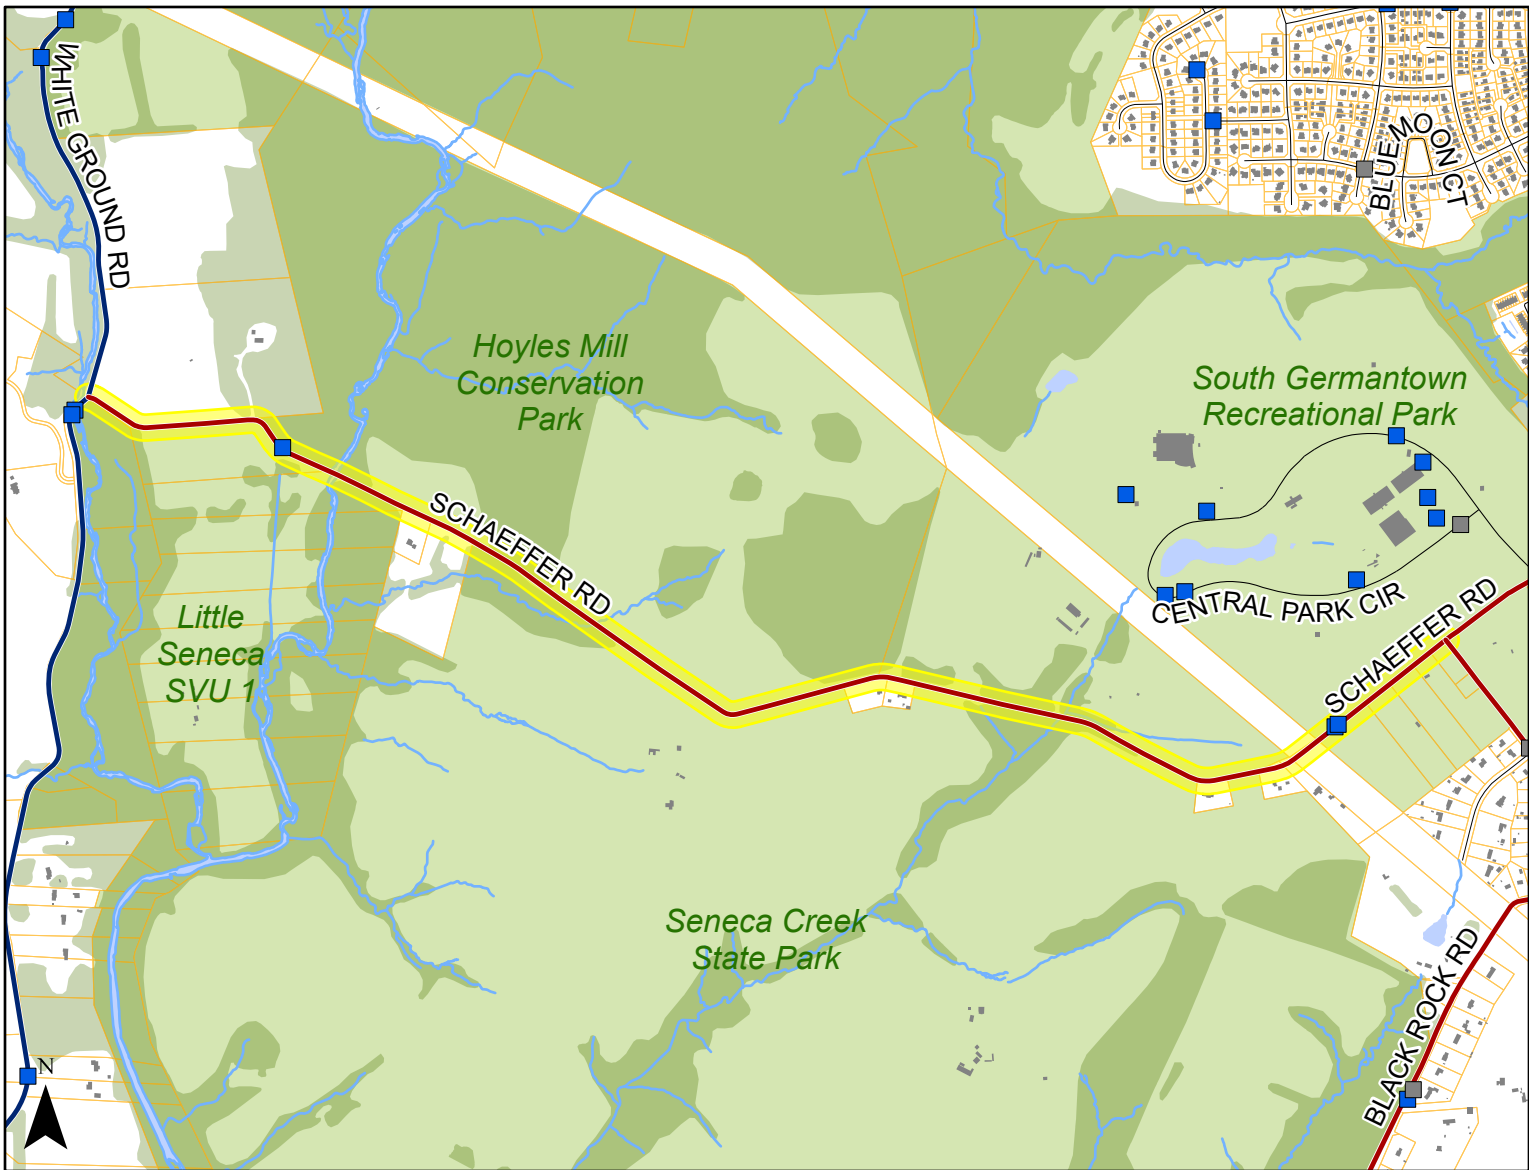 WHITE GROUND RD
BLUE MOON CT
Hoyles Mill
Conservation
Park
South Germantown
Recreational Park
SCHAEFFER RD
CENTRAL PARK CIR
SCHAEFFER RD
Little
Seneca
SVU 1
Seneca Creek
State Park
BLACK ROCK RD
N